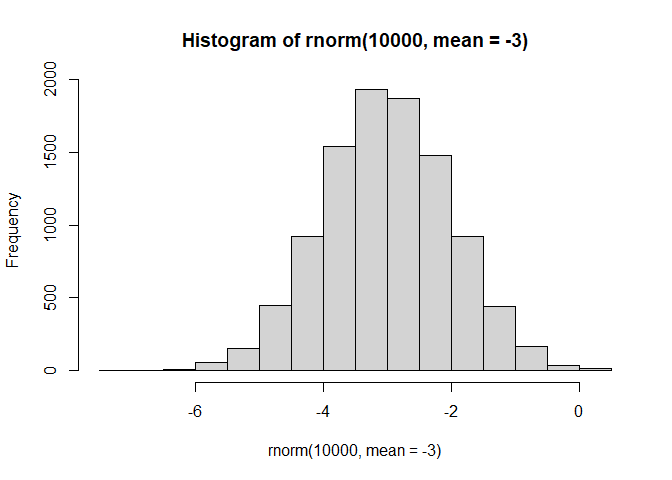 Histogram of rnorm(10000, mean = -3)
2000
1500
1000
500
0
Frequency
-6 -4 -2 0
rnorm(10000, mean = -3)